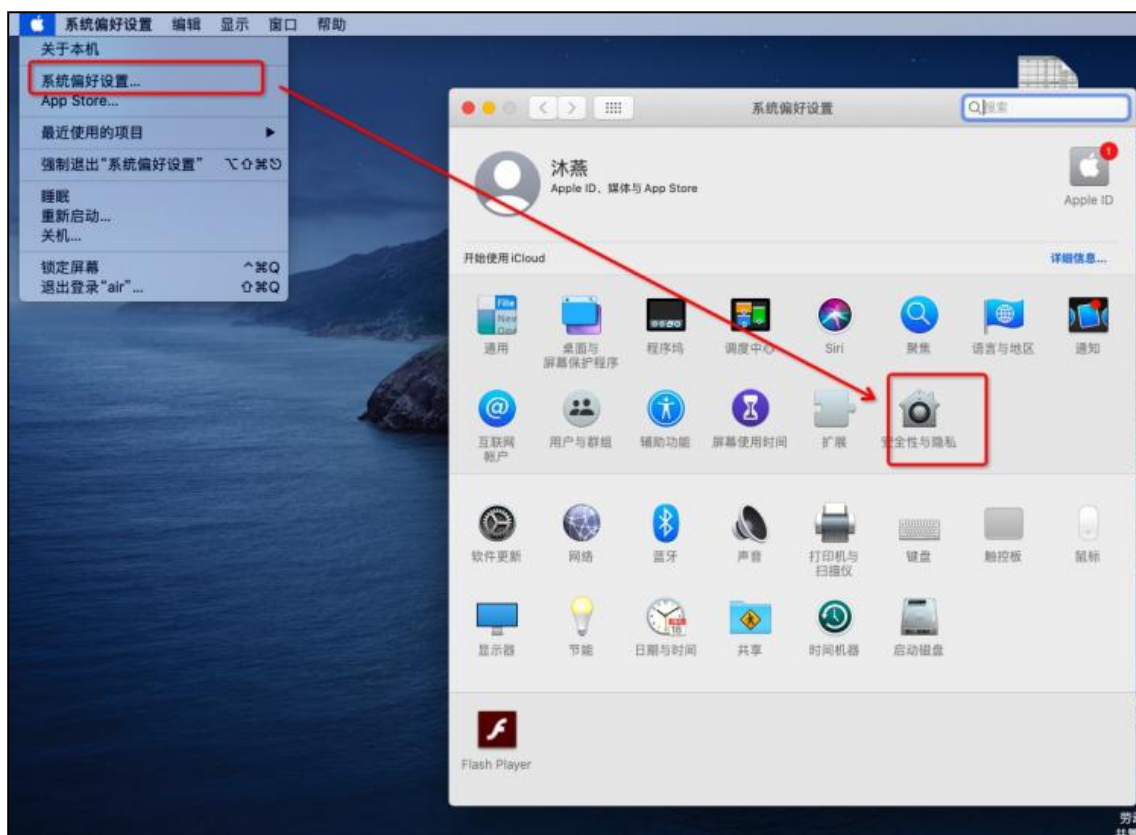 系统偏好设置 编辑 显示 窗口 帮助
关于本机
系统偏好设置...
App Store...
最近使用的项目
强制退出“系统偏好设置” ⌥⇧⌘⎋
睡眠
重新启动...
关机...
锁定屏幕 ^⌘Q
退出登录“air”... ⇧⌘Q
系统偏好设置
搜索
沐燕
Apple ID、媒体与 App Store
1
Apple ID
开始使用 iCloud
详细信息...
File
New
通用
桌面与
屏幕保护程序
程序坞
调度中心
Siri
聚焦
语言与地区
通知
互联网
帐户
用户与群组
辅助功能
屏幕使用时间
扩展
安全性与隐私
软件更新
网络
蓝牙
声音
打印机与
扫描仪
键盘
触控板
鼠标
显示器
节能
18
日期与时间
共享
时间机器
启动磁盘
Flash Player